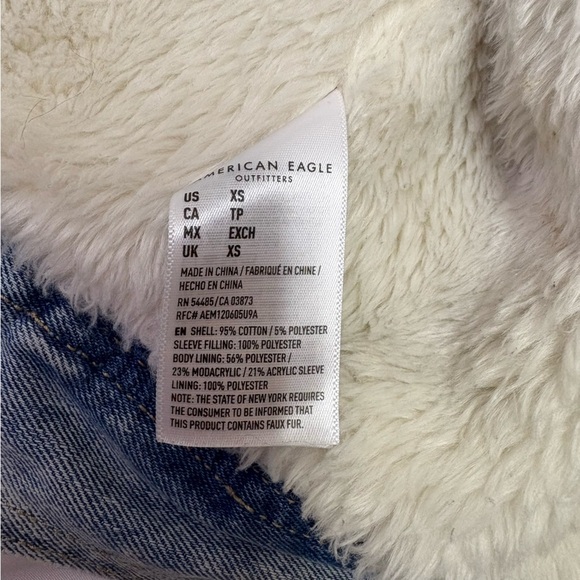 AMERICAN EAGLE
OUTFITTERS
US XS
CA TP
MX EXCH
UK XS
MADE IN CHINA / FABRIQUÉ EN CHINE /
HECHO EN CHINA
RN 54485/CA 03873
RFC# AEM120605U9A
EN SHELL: 95% COTTON / 5% POLYESTER
SLEEVE FILLING: 100% POLYESTER
BODY LINING: 56% POLYESTER /
23% MODACRYLIC / 21% ACRYLIC SLEEVE
LINING: 100% POLYESTER
NOTE: THE STATE OF NEW YORK REQUIRES
THE CONSUMER TO BE INFORMED THAT
THIS PRODUCT CONTAINS FAUX FUR.